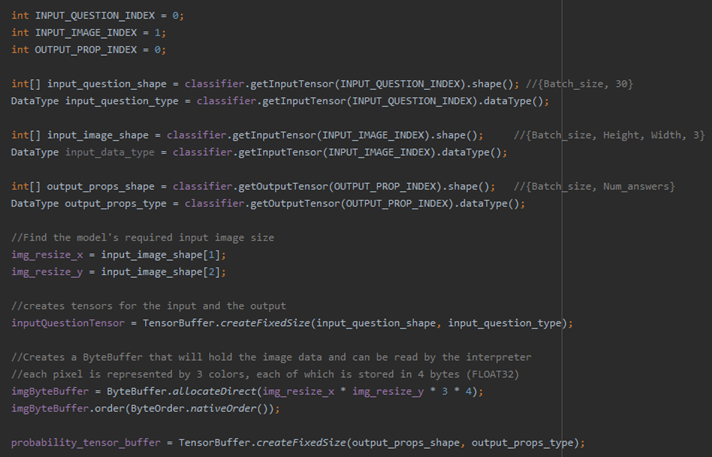 int INPUT_QUESTION_INDEX = 0;
int INPUT_IMAGE_INDEX = 1;
int OUTPUT_PROP_INDEX = 0;
int[] input_question_shape = classifier.getInputTensor(INPUT_QUESTION_INDEX).shape(); //{Batch_size, 30}
DataType input_question_type = classifier.getInputTensor(INPUT_QUESTION_INDEX).dataType();
int[] input_image_shape = classifier.getInputTensor(INPUT_IMAGE_INDEX).shape(); //{Batch_size, Height, Width, 3}
DataType input_data_type = classifier.getInputTensor(INPUT_IMAGE_INDEX).dataType();
int[] output_props_shape = classifier.getOutputTensor(OUTPUT_PROP_INDEX).shape(); //{Batch_size, Num_answers}
DataType output_props_type = classifier.getOutputTensor(OUTPUT_PROP_INDEX).dataType();
//Find the model's required input image size
img_resize_x = input_image_shape[1];
img_resize_y = input_image_shape[2];
//creates tensors for the input and the output
inputQuestionTensor = TensorBuffer.createFixedSize(input_question_shape, input_question_type);
//Creates a ByteBuffer that will hold the image data and can be read by the interpreter
//each pixel is represented by 3 colors, each of which is stored in 4 bytes (FLOAT32)
imgByteBuffer = ByteBuffer.allocateDirect(img_resize_x * img_resize_y * 3 * 4);
imgByteBuffer.order(ByteOrder.nativeOrder());
probability_tensor_buffer = TensorBuffer.createFixedSize(output_props_shape, output_props_type);